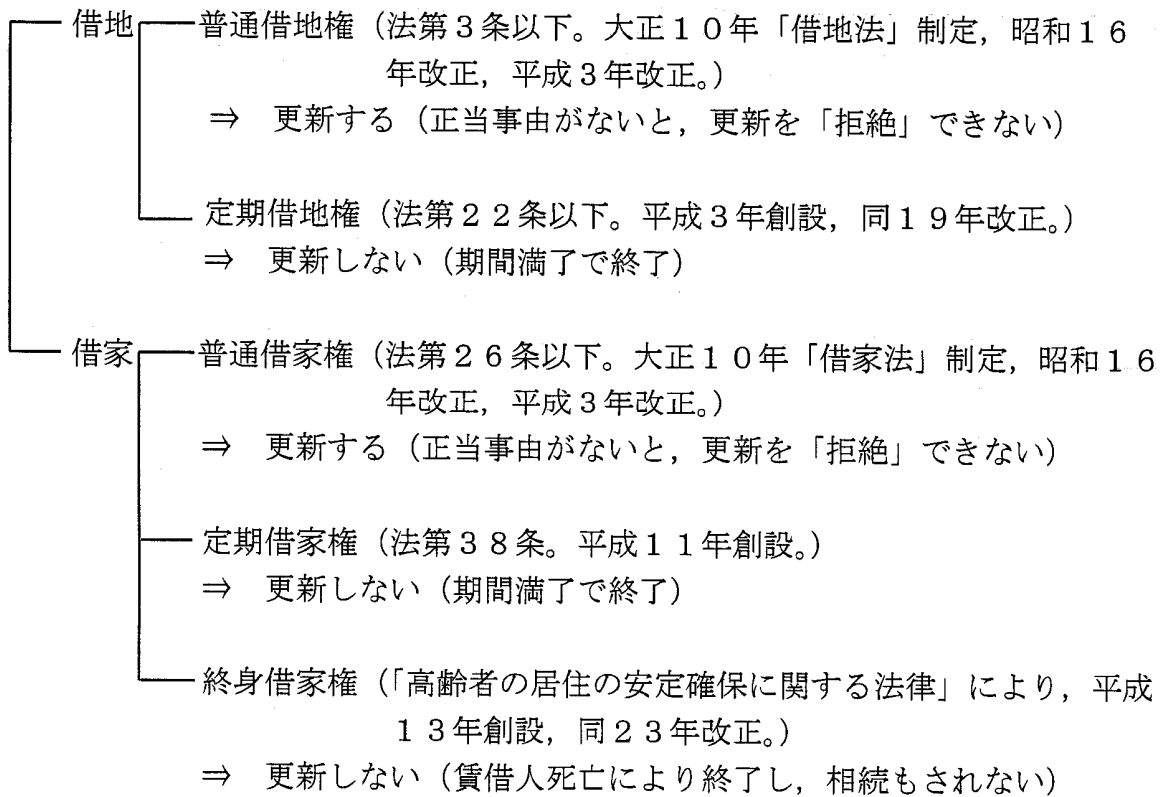 借地 普通借地権（法第３条以下。大正１０年「借地法」制定，昭和１６
年改正，平成３年改正。）
⇒ 更新する（正当事由がないと，更新を「拒絶」できない）
定期借地権（法第２２条以下。平成３年創設，同１９年改正。）
⇒ 更新しない（期間満了で終了）
借家 普通借家権（法第２６条以下。大正１０年「借家法」制定，昭和１６
年改正，平成３年改正。）
⇒ 更新する（正当事由がないと，更新を「拒絶」できない）
定期借家権（法第３８条。平成１１年創設。）
⇒ 更新しない（期間満了で終了）
終身借家権（「高齢者の居住の安定確保に関する法律」により，平成
１３年創設，同２３年改正。）
⇒ 更新しない（賃借人死亡により終了し，相続もされない）